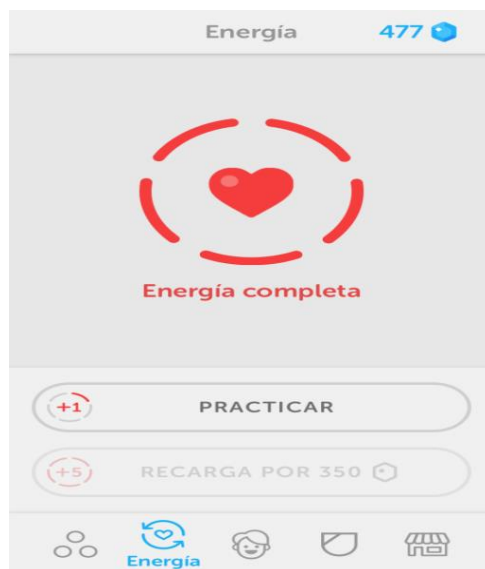 Energía 477
Energía completa
+1 PRACTICAR
+5 RECARGA POR 350
Energía